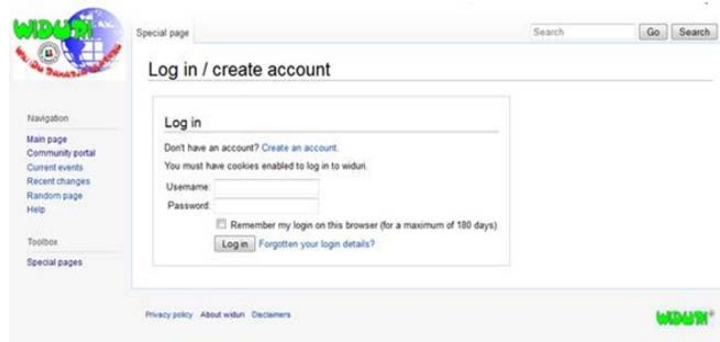 WIDURI
Special page
Search
Go
Search
Log in / create account
Navigation
Main page
Community portal
Current events
Recent changes
Random page
Help
Toolbox
Special pages
Log in
Don't have an account? Create an account.
You must have cookies enabled to log in to widuri.
Username:
Password:
Remember my login on this browser (for a maximum of 180 days)
Log in
Forgotten your login details?
Privacy policy
About widuri
Disclaimers
WIDURI